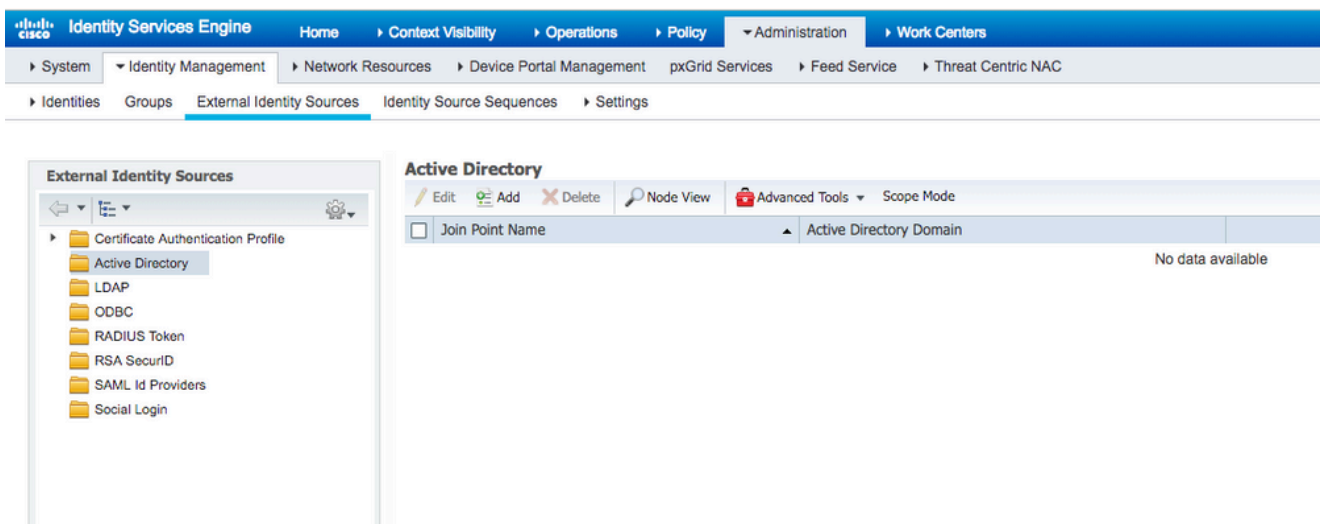 cisco Identity Services Engine Home Context Visibility Operations Policy Administration Work Centers
System Identity Management Network Resources Device Portal Management pxGrid Services Feed Service Threat Centric NAC
Identities Groups External Identity Sources Identity Source Sequences Settings
External Identity Sources
Certificate Authentication Profile
Active Directory
LDAP
ODBC
RADIUS Token
RSA SecurID
SAML Id Providers
Social Login
Active Directory
Edit Add Delete Node View Advanced Tools Scope Mode
Join Point Name Active Directory Domain
No data available